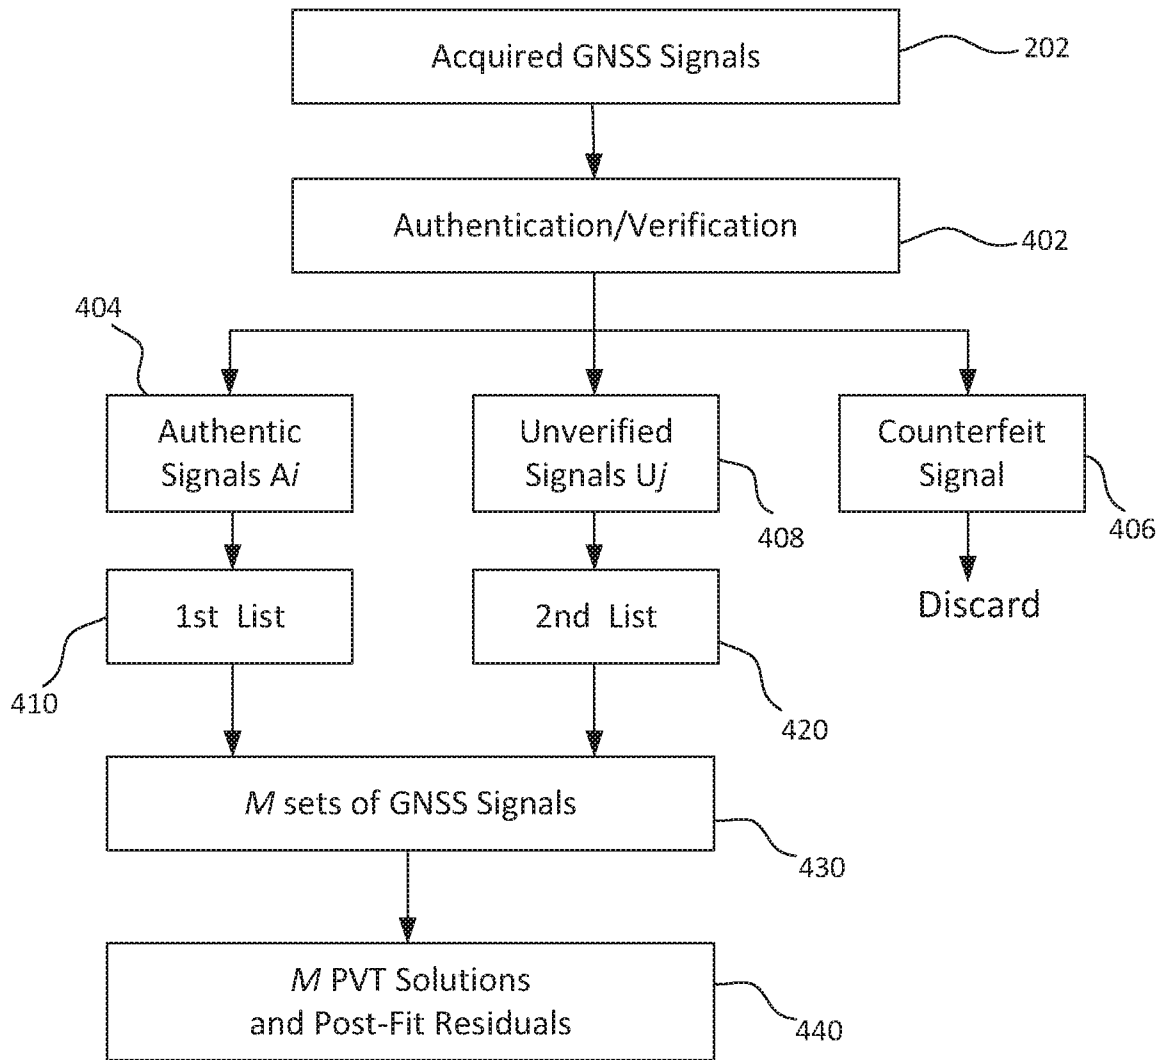 Acquired GNSS Signals
202
Authentication/Verification
402
404
Authentic
Signals Ai
Unverified
Signals Uj
408
Counterfeit
Signal
406
1st List
410
2nd List
420
Discard
M sets of GNSS Signals
430
M PVT Solutions
and Post-Fit Residuals
440